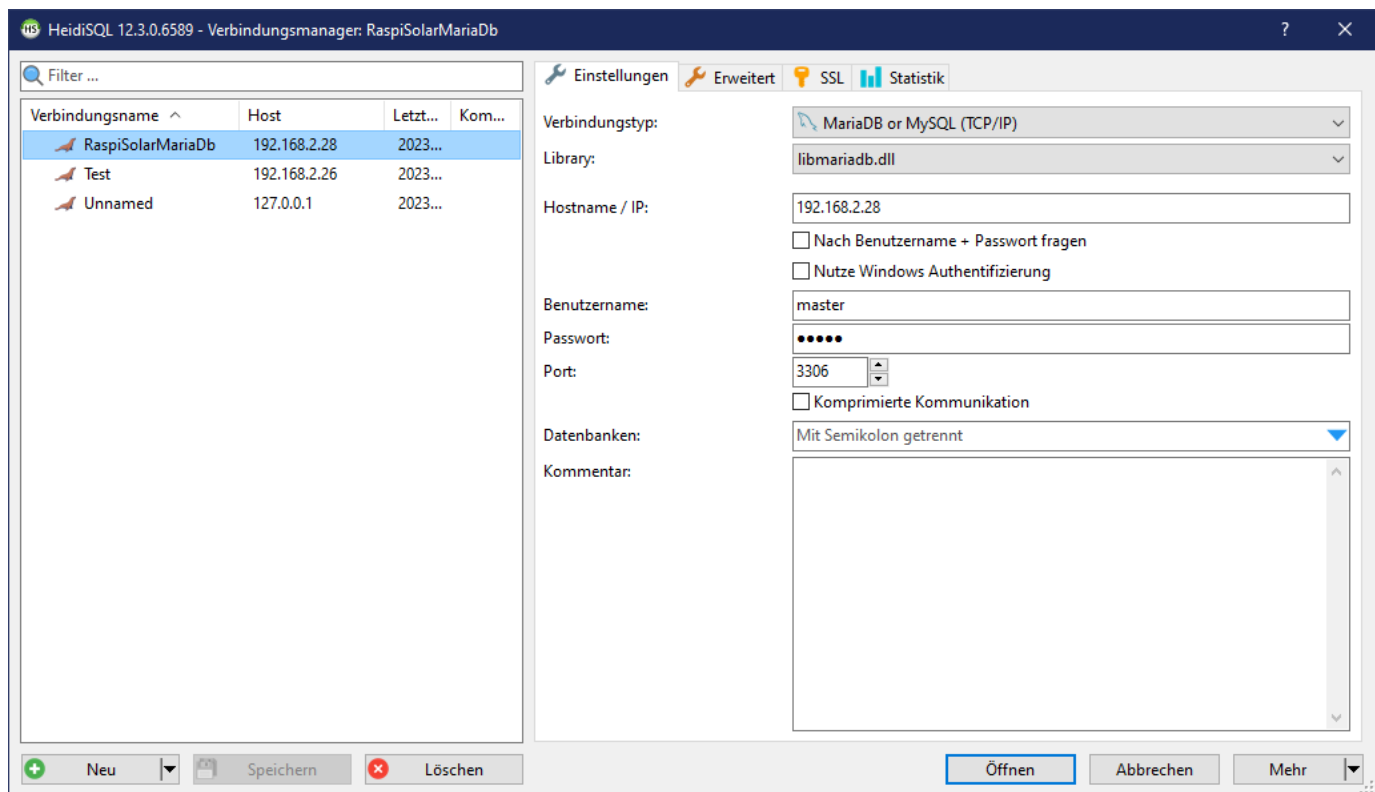 HS HeidiSQL 12.3.0.6589 - Verbindungsmanager: RaspiSolarMariaDb ?
Filter ...
Verbindungsname Host Letzt... Kom...
RaspiSolarMariaDb 192.168.2.28 2023...
Test 192.168.2.26 2023...
Unnamed 127.0.0.1 2023...
Neu Speichern Löschen
Einstellungen Erweitert SSL Statistik
Verbindungstyp: MariaDB or MySQL (TCP/IP)
Library: libmariadb.dll
Hostname / IP: 192.168.2.28
Nach Benutzername + Passwort fragen
Nutze Windows Authentifizierung
Benutzername: master
Passwort: •••••
Port: 3306
Komprimierte Kommunikation
Datenbanken: Mit Semikolon getrennt
Kommentar:
Öffnen Abbrechen Mehr